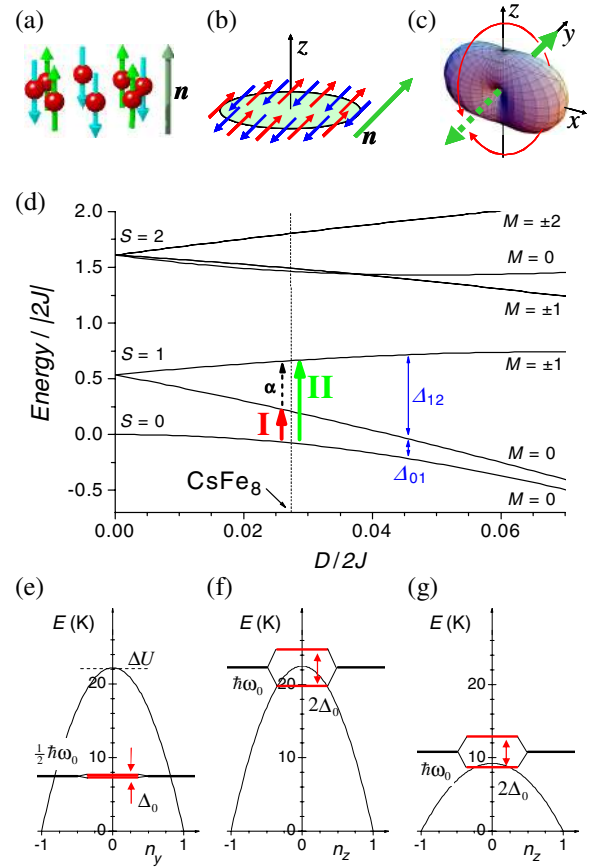 (a)
n
(b)
z
n
(c)
z
y
x
(d)
Energy / |2J|
2.0
1.5
1.0
0.5
0.0
-0.5
S = 2
S = 1
S = 0
M = ±2
M = 0
M = ±1
M = ±1
M = 0
M = 0
α
I
II
Δ12
Δ01
CsFe8
0.00
0.02
0.04
0.06
D / 2J
(e)
E (K)
ΔU
20
10
0
½ħω0
Δ0
-1
1
ny
(f)
E (K)
20
10
0
ħω0
2Δ0
-1
1
nz
(g)
E (K)
20
10
0
ħω0
2Δ0
-1
1
nz